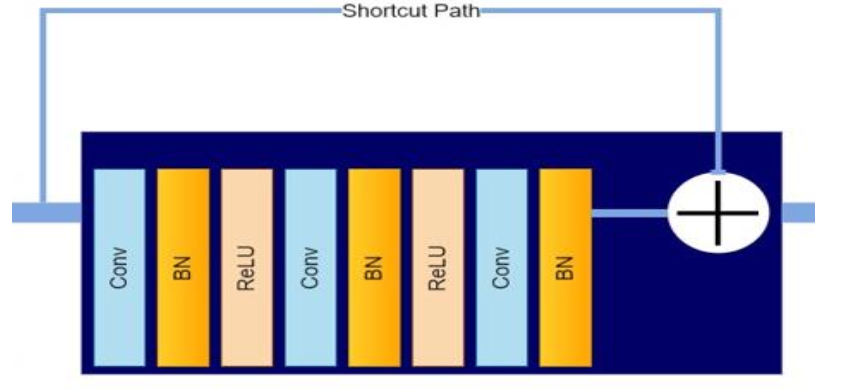 Shortcut Path
Conv
BN
ReLU
Conv
BN
ReLU
Conv
BN